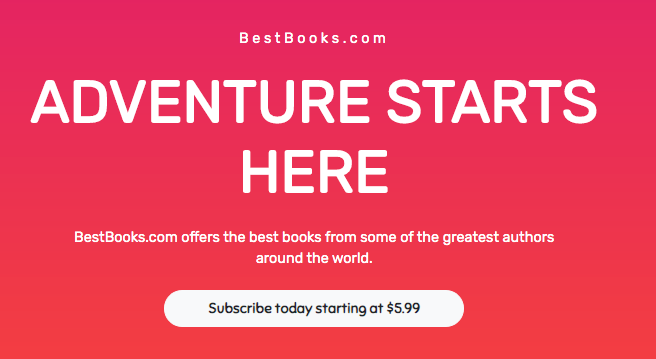 BestBooks.com
ADVENTURE STARTS
HERE
BestBooks.com offers the best books from some of the greatest authors
around the world.
Subscribe today starting at $5.99